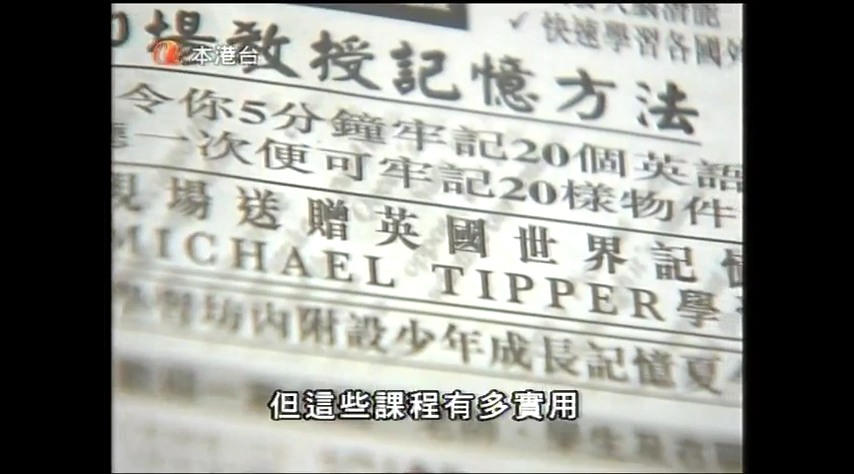 ✓ 快速學習各國
本港台
場教授記憶方法
令你5分鐘牢記20個英語
一次便可牢記20樣物件
現場送贈英國世界記憶
MICHAEL TIPPER學
學習坊內附設少年成長記憶夏
但這些課程有多實用